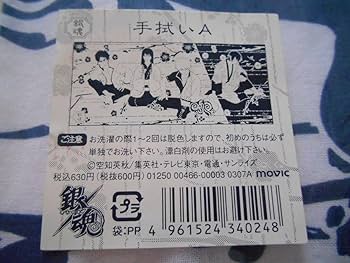 銀魂
手拭いA
ご注意 お洗濯の際1〜2回は脱色しますので、初めのうちは必ず
単独でお洗い下さい。漂白剤の使用はお避け下さい。
©空知英秋/集英社・テレビ東京・電通・サンライズ
税込630円(税抜600円) 01250 00466-00003 0307A movic
銀魂
プラ
袋:PP
4 961524 340248